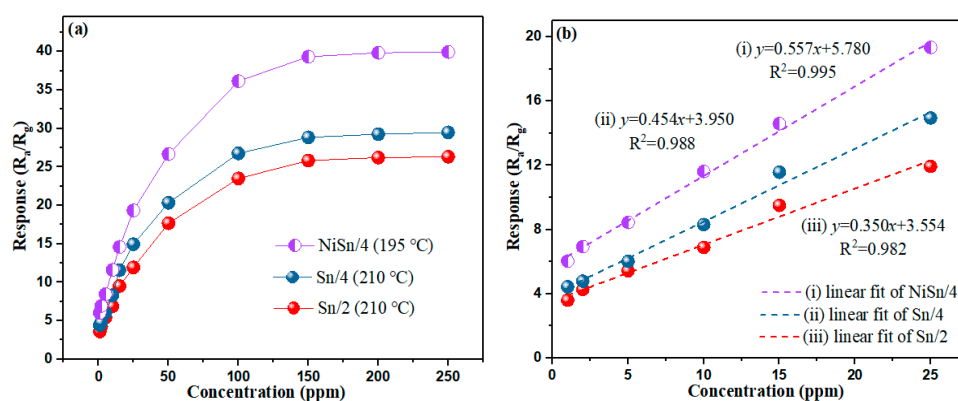 (a)
Response (Ra/Rg)
40
35
30
25
20
15
10
5
0
NiSn/4 (195 °C)
Sn/4 (210 °C)
Sn/2 (210 °C)
0 50 100 150 200 250
Concentration (ppm)
(b)
Response (Ra/Rg)
20
16
12
8
4
0
(i) y=0.557x+5.780
R²=0.995
(ii) y=0.454x+3.950
R²=0.988
(iii) y=0.350x+3.554
R²=0.982
(i) linear fit of NiSn/4
(ii) linear fit of Sn/4
(iii) linear fit of Sn/2
0 5 10 15 20 25
Concentration (ppm)